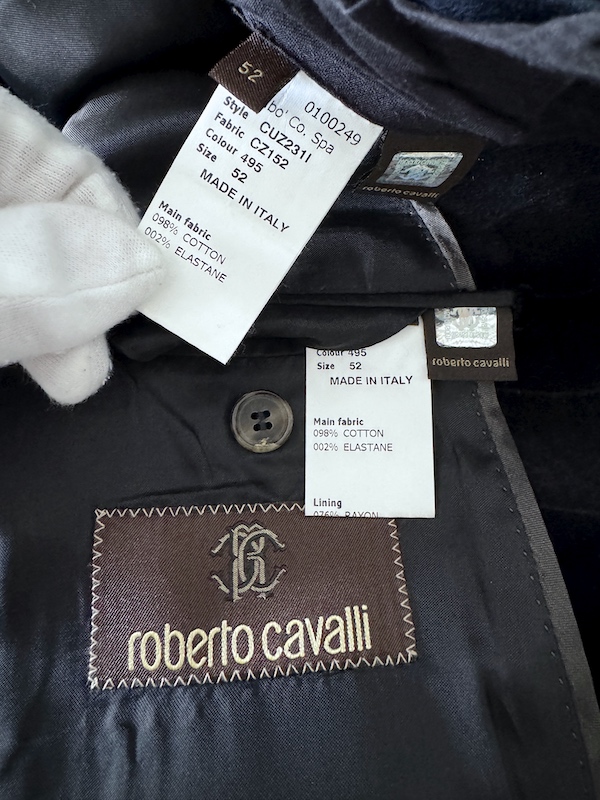 52
0100249
bo' Co. Spa
Style CUZ231I
Fabric CZ152
Colour 495
Size 52
MADE IN ITALY
Main fabric
098% COTTON
002% ELASTANE
roberto cavalli
roberto cavalli
Colour 495
Size 52
MADE IN ITALY
Main fabric
098% COTTON
002% ELASTANE
Lining
076% RAYON
roberto cavalli